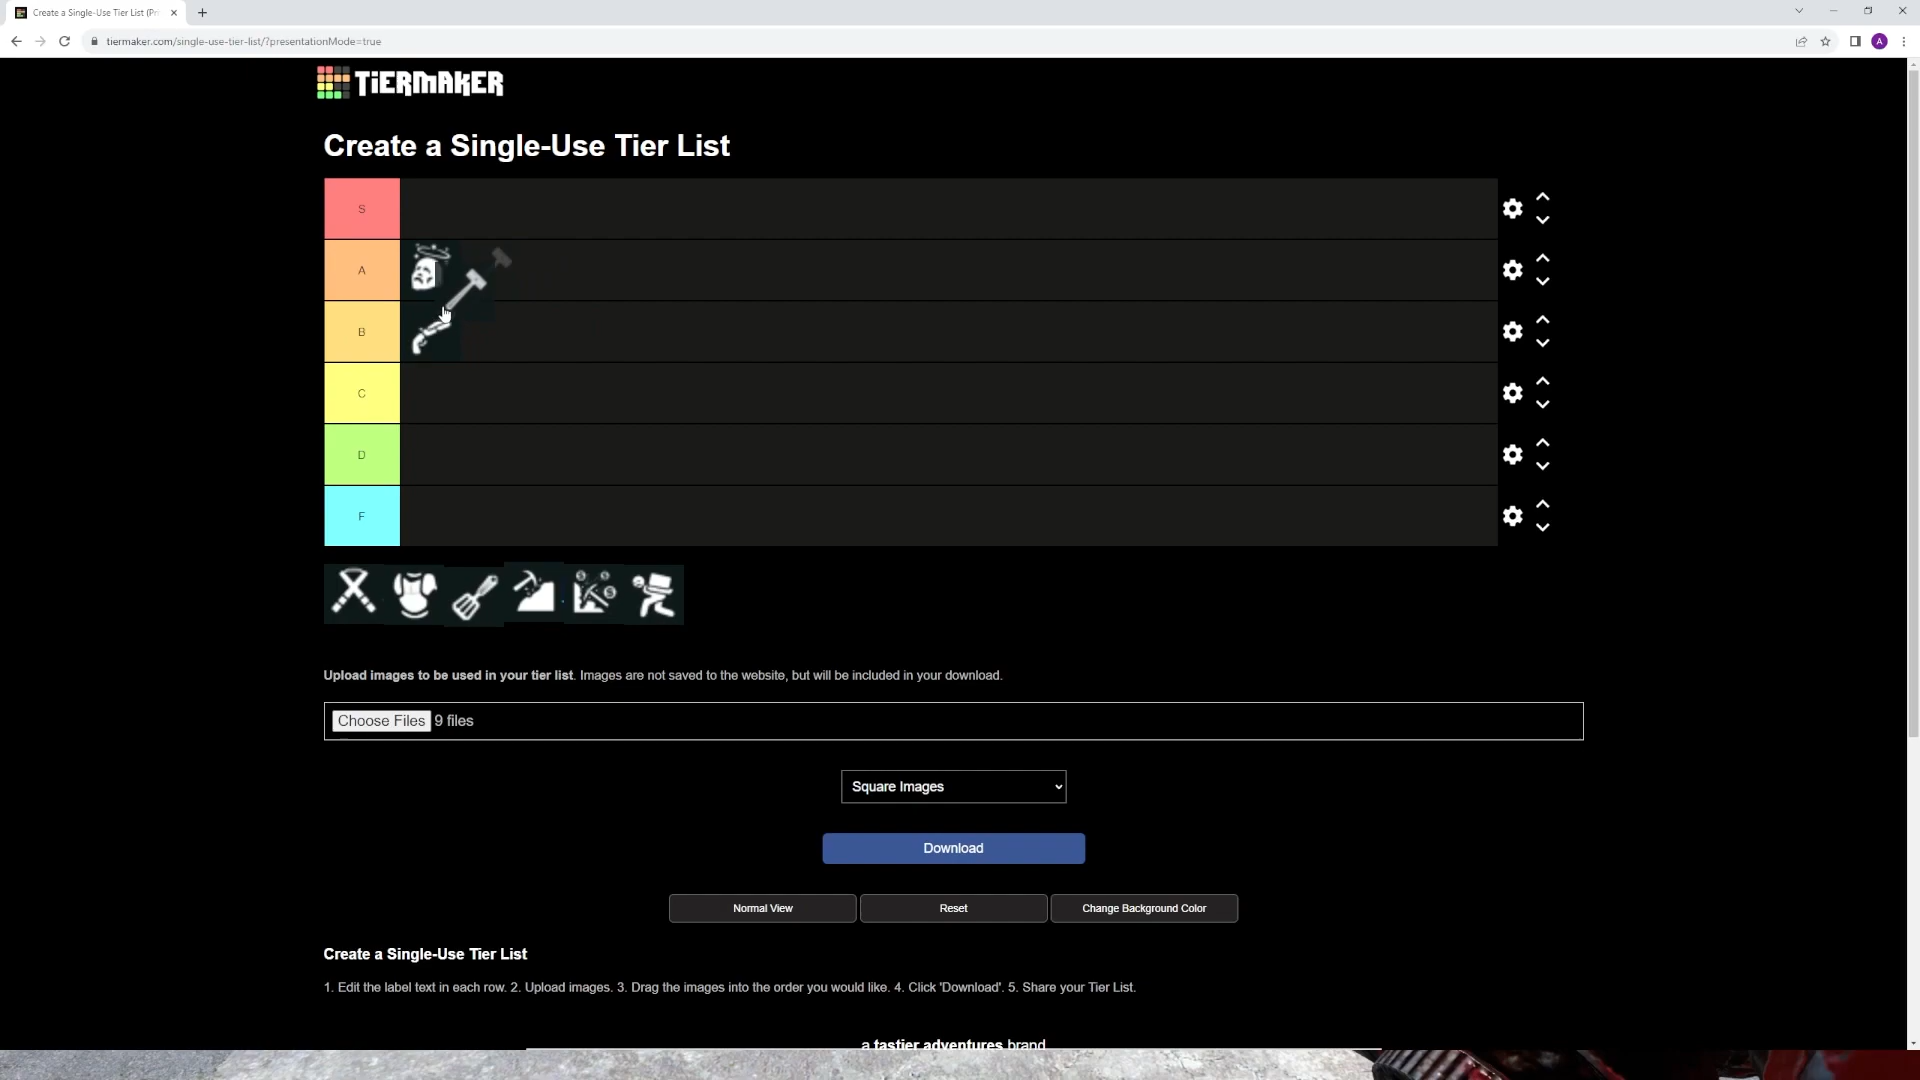 Create a Single-Use Tier List (Pr
tiermaker.com/single-use-tier-list/?presentationMode=true
A
TiERMAKER
Create a Single-Use Tier List
S
A
B
C
D
F
Upload images to be used in your tier list. Images are not saved to the website, but will be included in your download.
Choose Files 9 files
Square Images
Download
Normal View
Reset
Change Background Color
Create a Single-Use Tier List
1. Edit the label text in each row. 2. Upload images. 3. Drag the images into the order you would like. 4. Click 'Download'. 5. Share your Tier List.
a tastier adventures brand